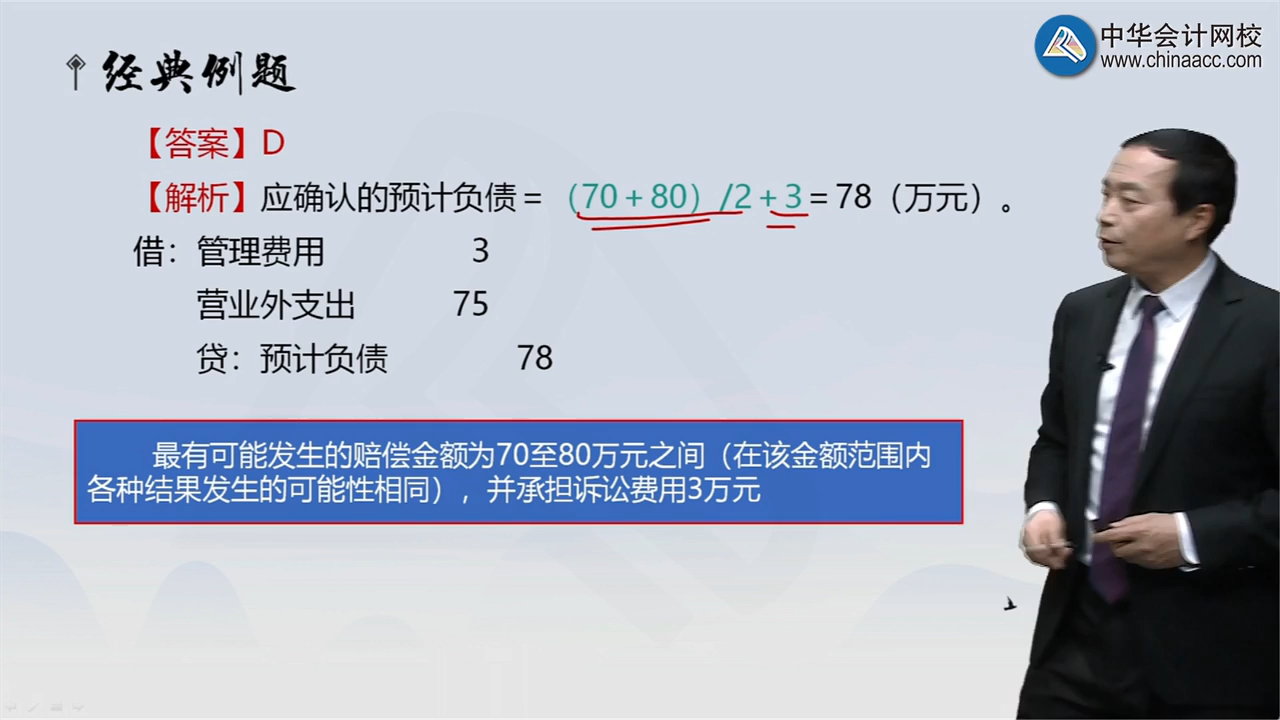 中华会计网校
www.chinaacc.com
经典例题
【答案】D
【解析】应确认的预计负债＝（70＋80）/2＋3＝78（万元）。
借：管理费用 3
营业外支出 75
贷：预计负债 78
最有可能发生的赔偿金额为70至80万元之间（在该金额范围内
各种结果发生的可能性相同），并承担诉讼费用3万元